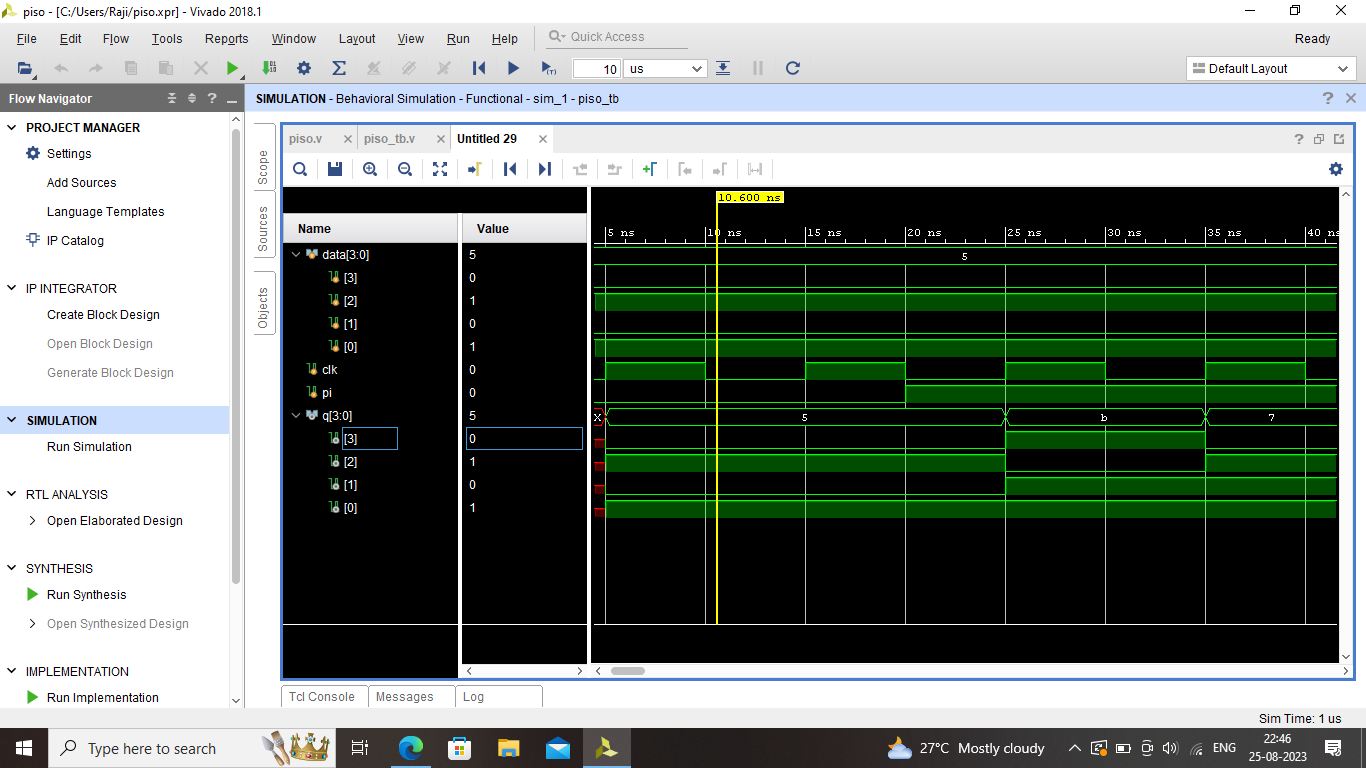 piso - [C:/Users/Raji/piso.xpr] - Vivado 2018.1
File Edit Flow Tools Reports Window Layout View Run Help Quick Access Ready
10 us Default Layout
Flow Navigator
SIMULATION - Behavioral Simulation - Functional - sim_1 - piso_tb
PROJECT MANAGER
Settings
Add Sources
Language Templates
IP Catalog
IP INTEGRATOR
Create Block Design
Open Block Design
Generate Block Design
SIMULATION
Run Simulation
RTL ANALYSIS
Open Elaborated Design
SYNTHESIS
Run Synthesis
Open Synthesized Design
IMPLEMENTATION
Run Implementation
Scope
Sources
Objects
piso.v piso_tb.v Untitled 29
10.600 ns
Name Value
5 ns 10 ns 15 ns 20 ns 25 ns 30 ns 35 ns 40 ns
data[3:0] 5 5
[3] 0
[2] 1
[1] 0
[0] 1
clk 0
pi 0
q[3:0] 5 X 5 b 7
[3] 0
[2] 1
[1] 0
[0] 1
Tcl Console Messages Log
Sim Time: 1 us
Type here to search
27°C Mostly cloudy ENG
22:46
25-08-2023